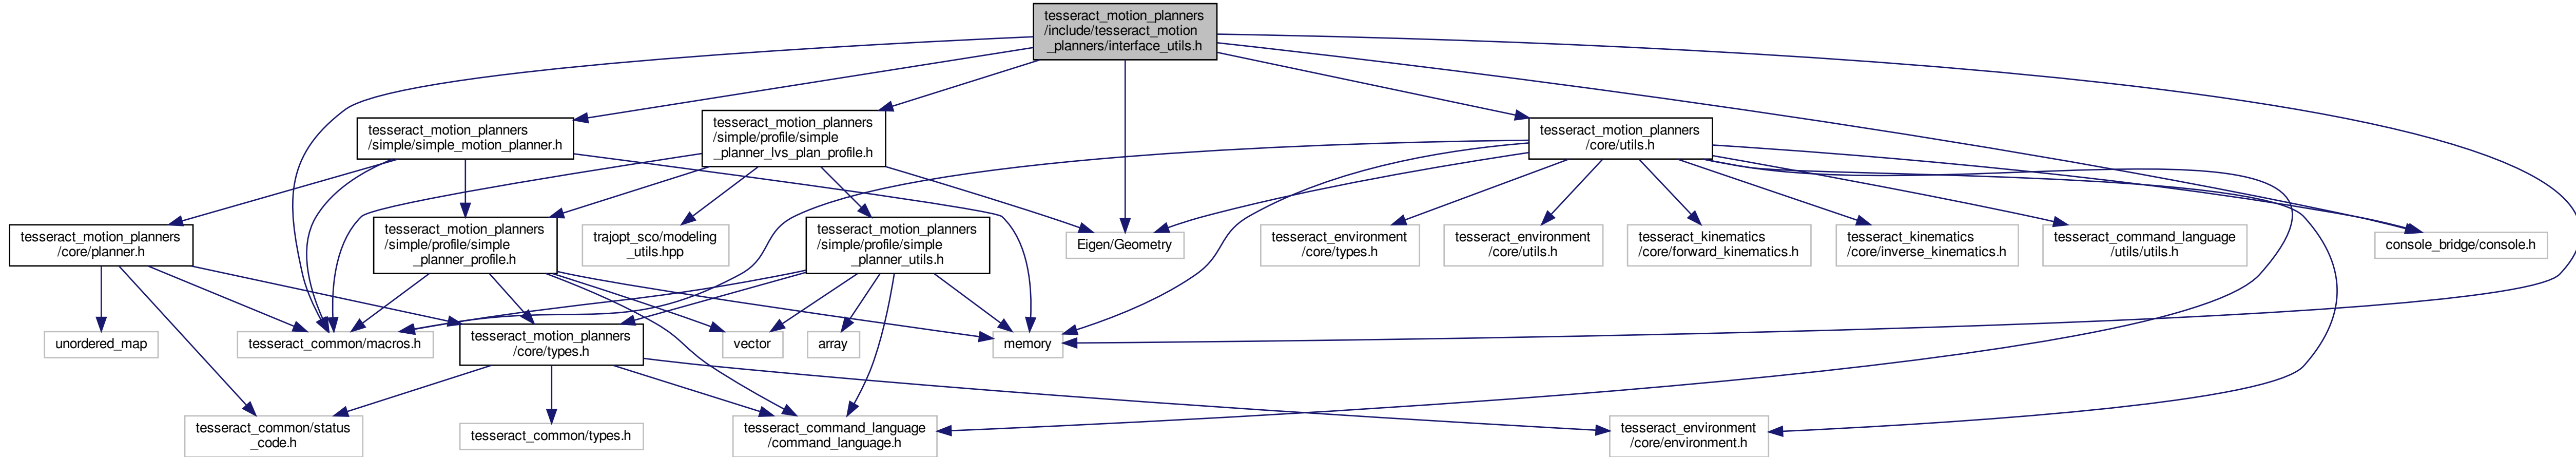 tesseract_motion_planners
/include/tesseract_motion
_planners/interface_utils.h
tesseract_motion_planners
/simple/simple_motion_planner.h
tesseract_motion_planners
/simple/profile/simple
_planner_lvs_plan_profile.h
tesseract_motion_planners
/core/utils.h
tesseract_motion_planners
/core/planner.h
tesseract_motion_planners
/simple/profile/simple
_planner_profile.h
trajopt_sco/modeling
_utils.hpp
tesseract_motion_planners
/simple/profile/simple
_planner_utils.h
Eigen/Geometry
tesseract_environment
/core/types.h
tesseract_environment
/core/utils.h
tesseract_kinematics
/core/forward_kinematics.h
tesseract_kinematics
/core/inverse_kinematics.h
tesseract_command_language
/utils/utils.h
console_bridge/console.h
unordered_map
tesseract_common/macros.h
tesseract_motion_planners
/core/types.h
vector
array
memory
tesseract_common/status
_code.h
tesseract_common/types.h
tesseract_command_language
/command_language.h
tesseract_environment
/core/environment.h